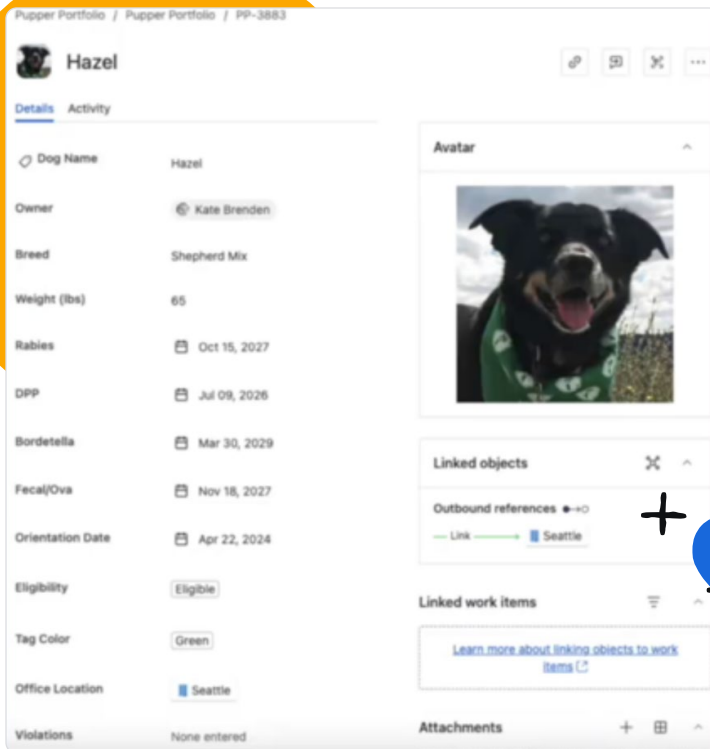 Pupper Portfolio / Pupper Portfolio / PP-3883
Hazel
Details Activity
Dog Name Hazel
Owner Kate Brenden
Breed Shepherd Mix
Weight (lbs) 65
Rabies Oct 15, 2027
DPP Jul 09, 2026
Bordetella Mar 30, 2029
Fecal/Ova Nov 18, 2027
Orientation Date Apr 22, 2024
Eligibility Eligible
Tag Color Green
Office Location Seattle
Violations None entered
Avatar
Linked objects
Outbound references
Link Seattle
Linked work items
Learn more about linking objects to work
items
Attachments